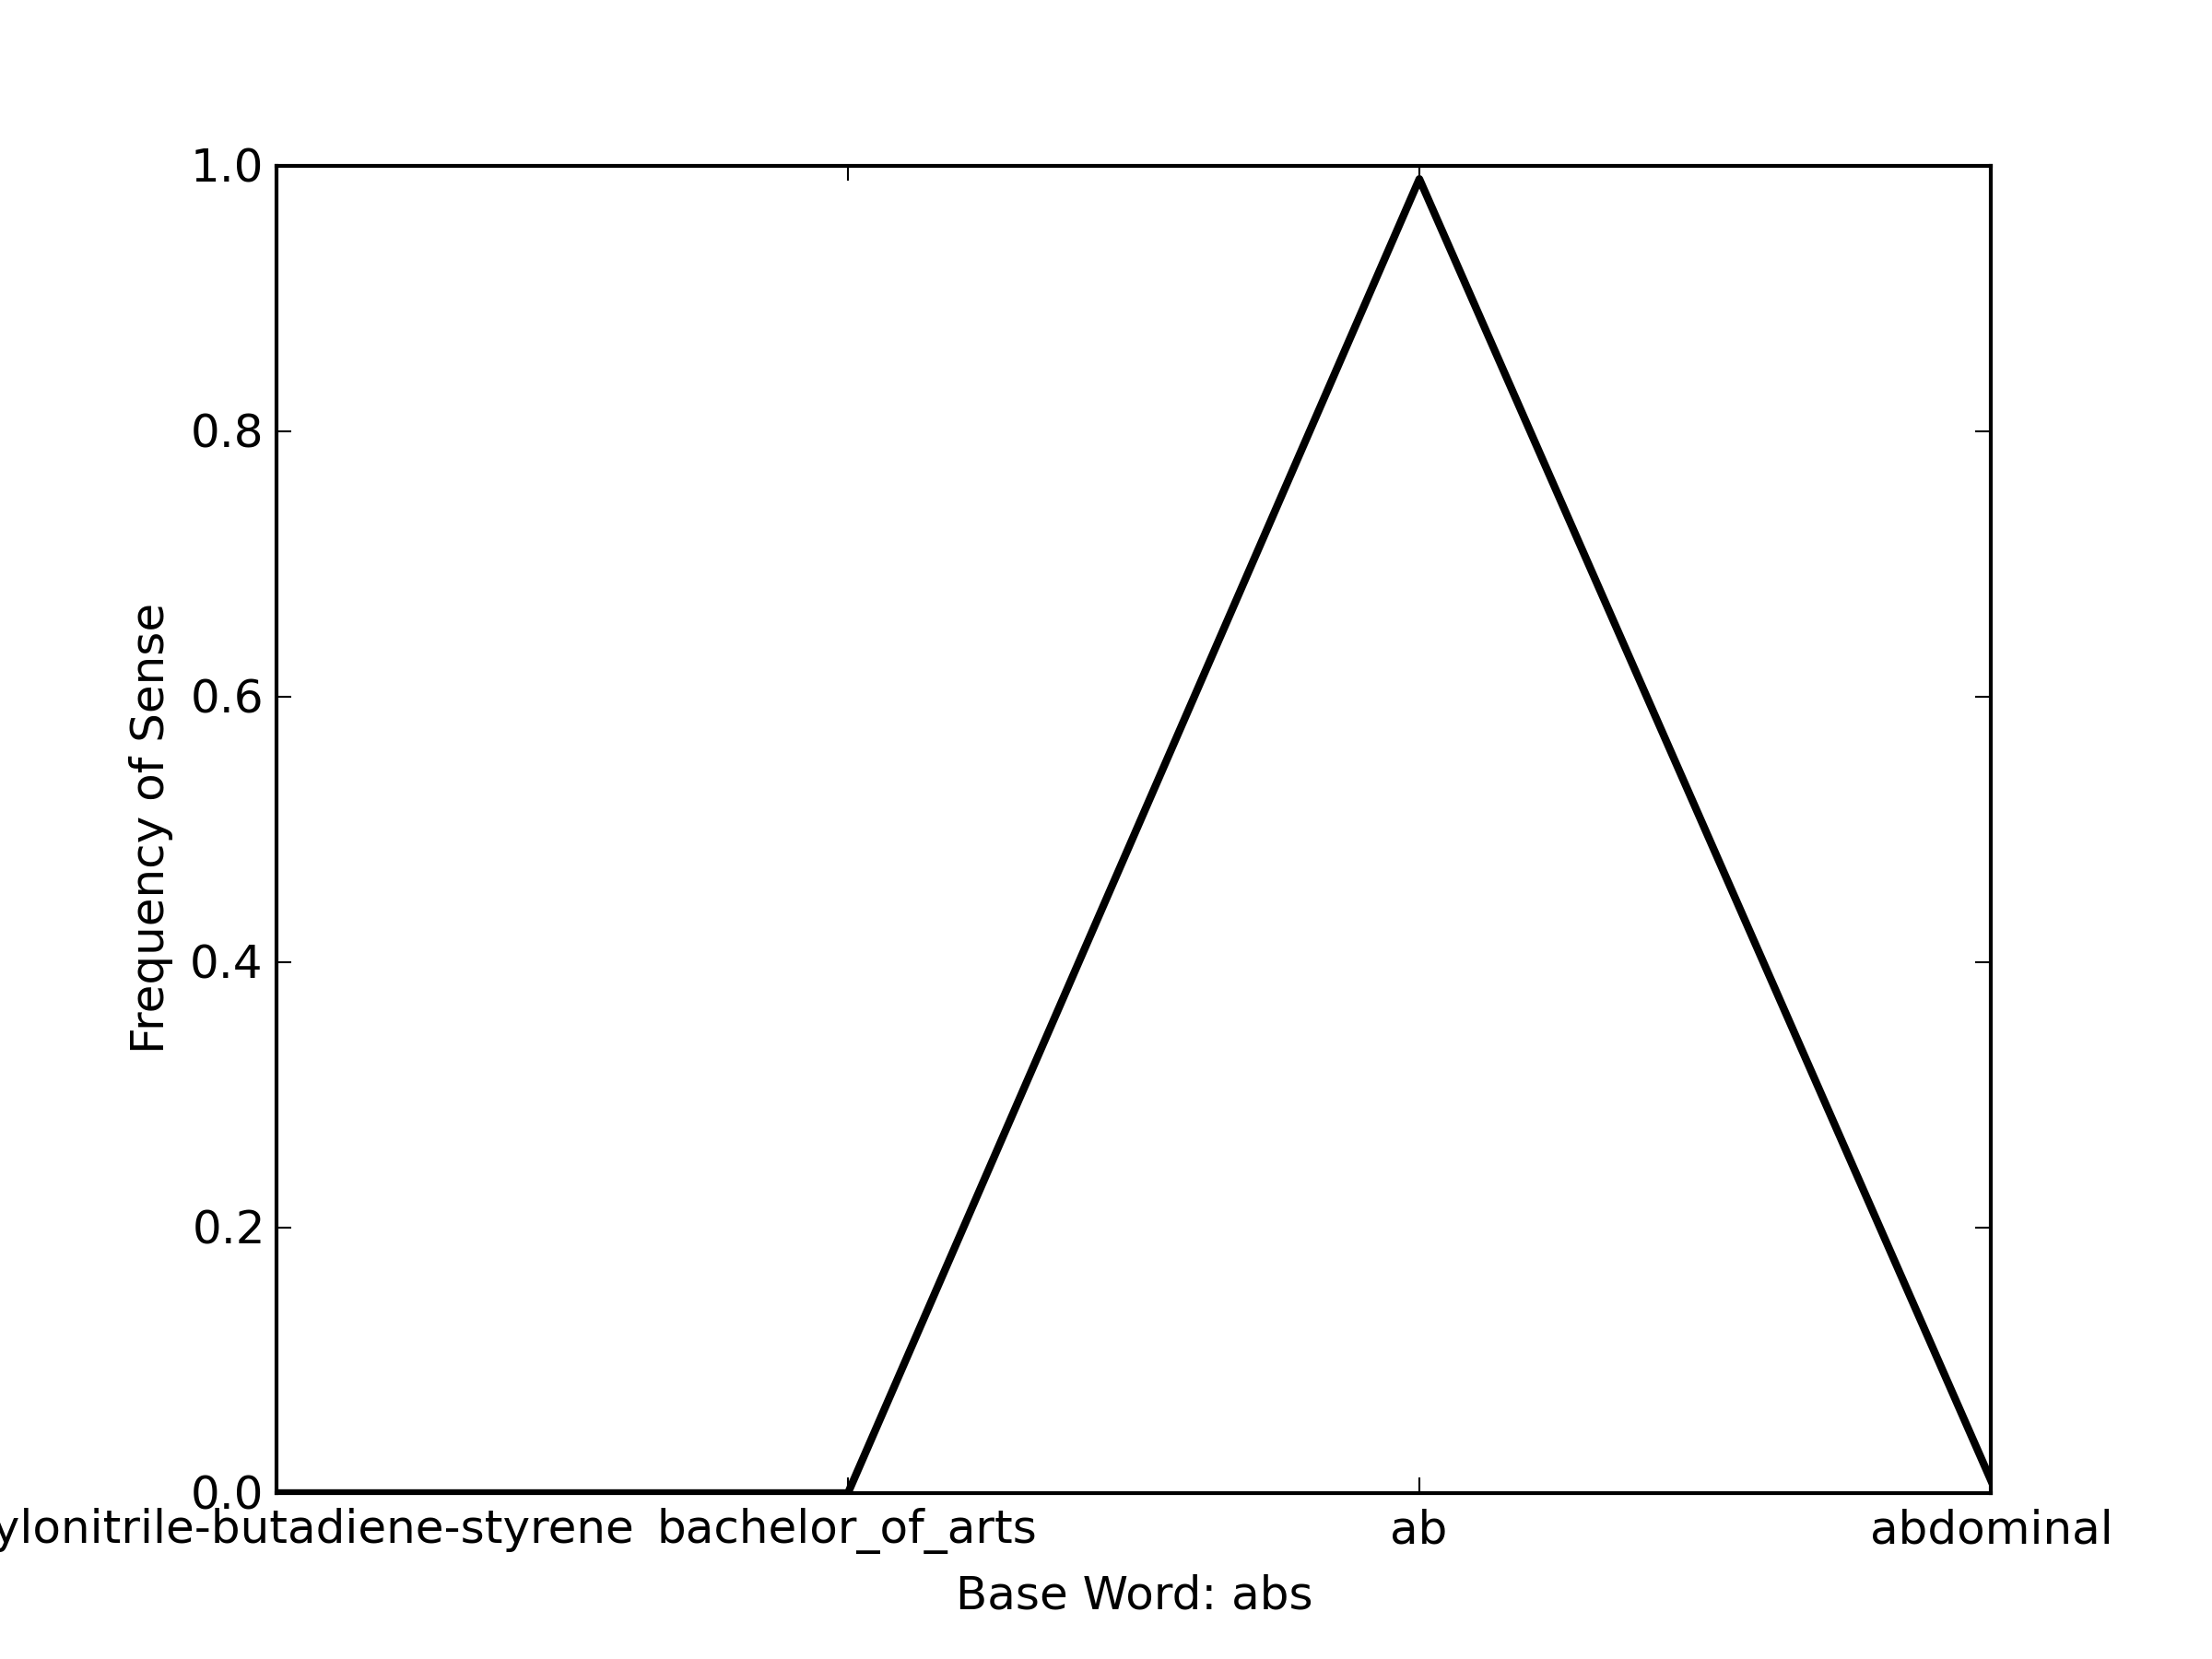 1.0
0.8
0.6
0.4
0.2
0.0
Frequency of Sense
ylonitrile-butadiene-styrene bachelor_of_arts ab abdominal
Base Word: abs